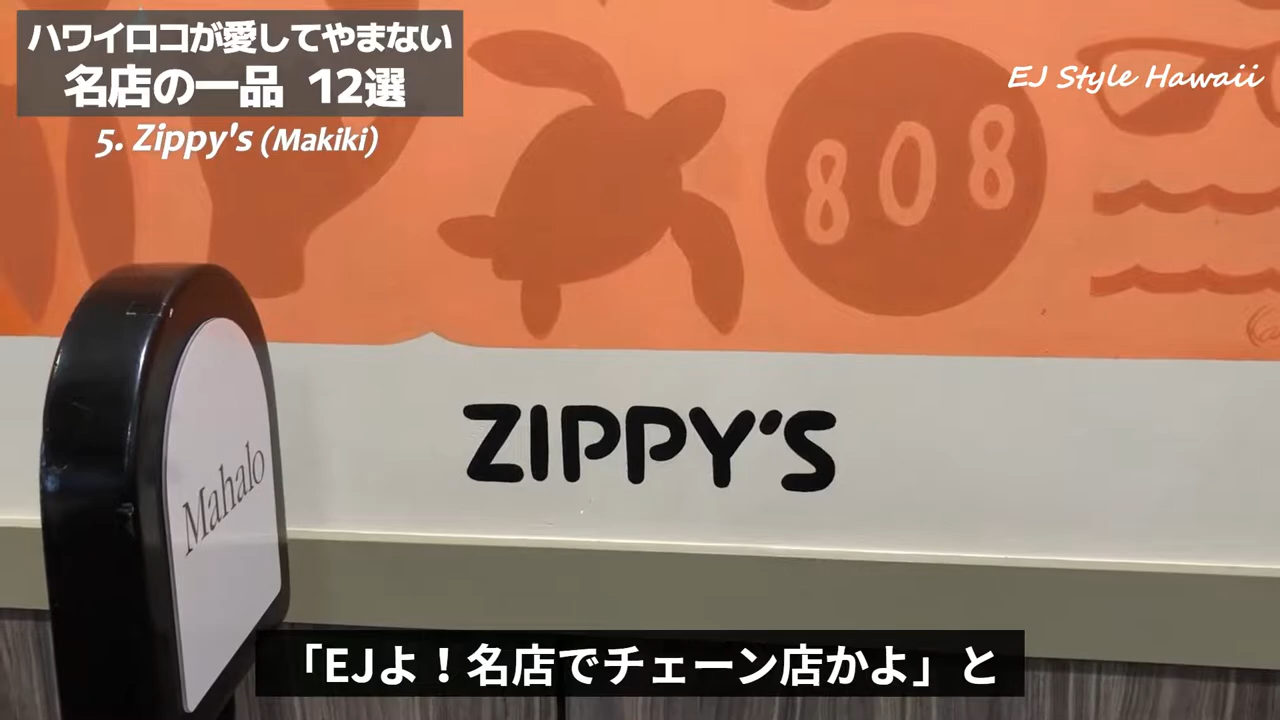 ハワイロコが愛してやまない
名店の一品 12選
5. Zippy's (Makiki)
EJ Style Hawaii
808
ZIPPY'S
Mahalo
「EJよ！名店でチェーン店かよ」と